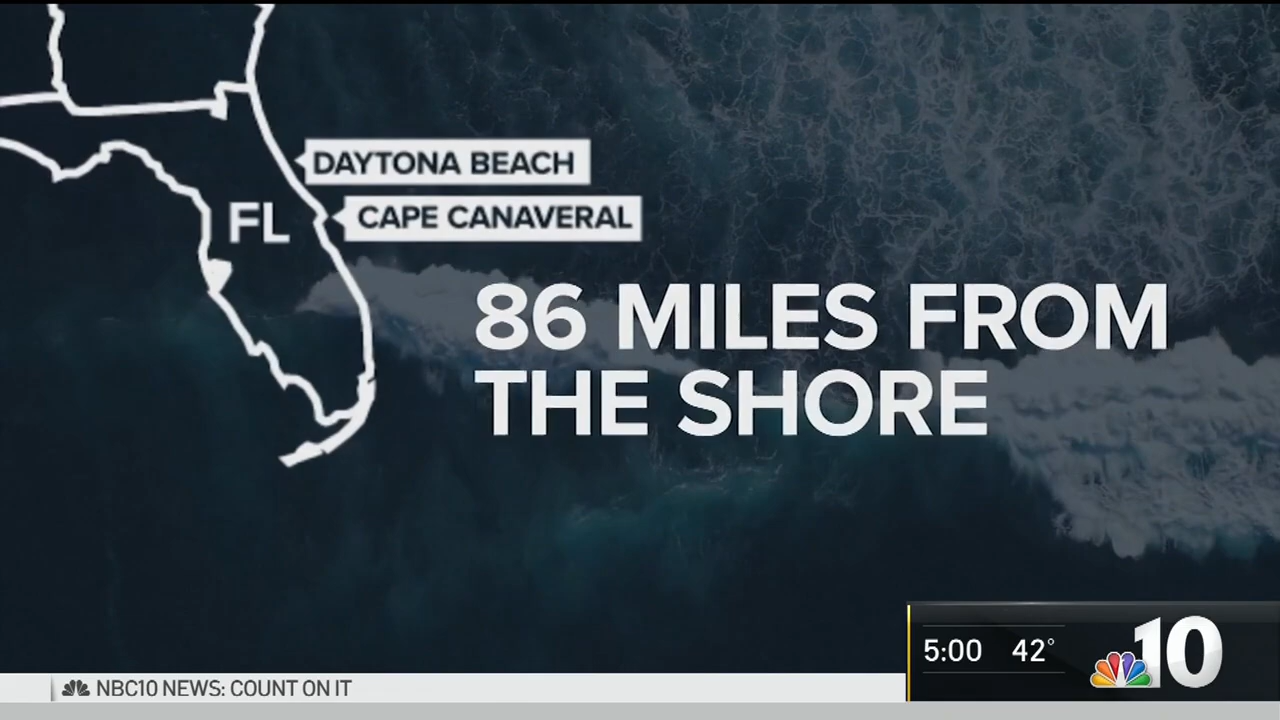 DAYTONA BEACH
FL
CAPE CANAVERAL
86 MILES FROM
THE SHORE
5:00 42°
10
NBC10 NEWS: COUNT ON IT